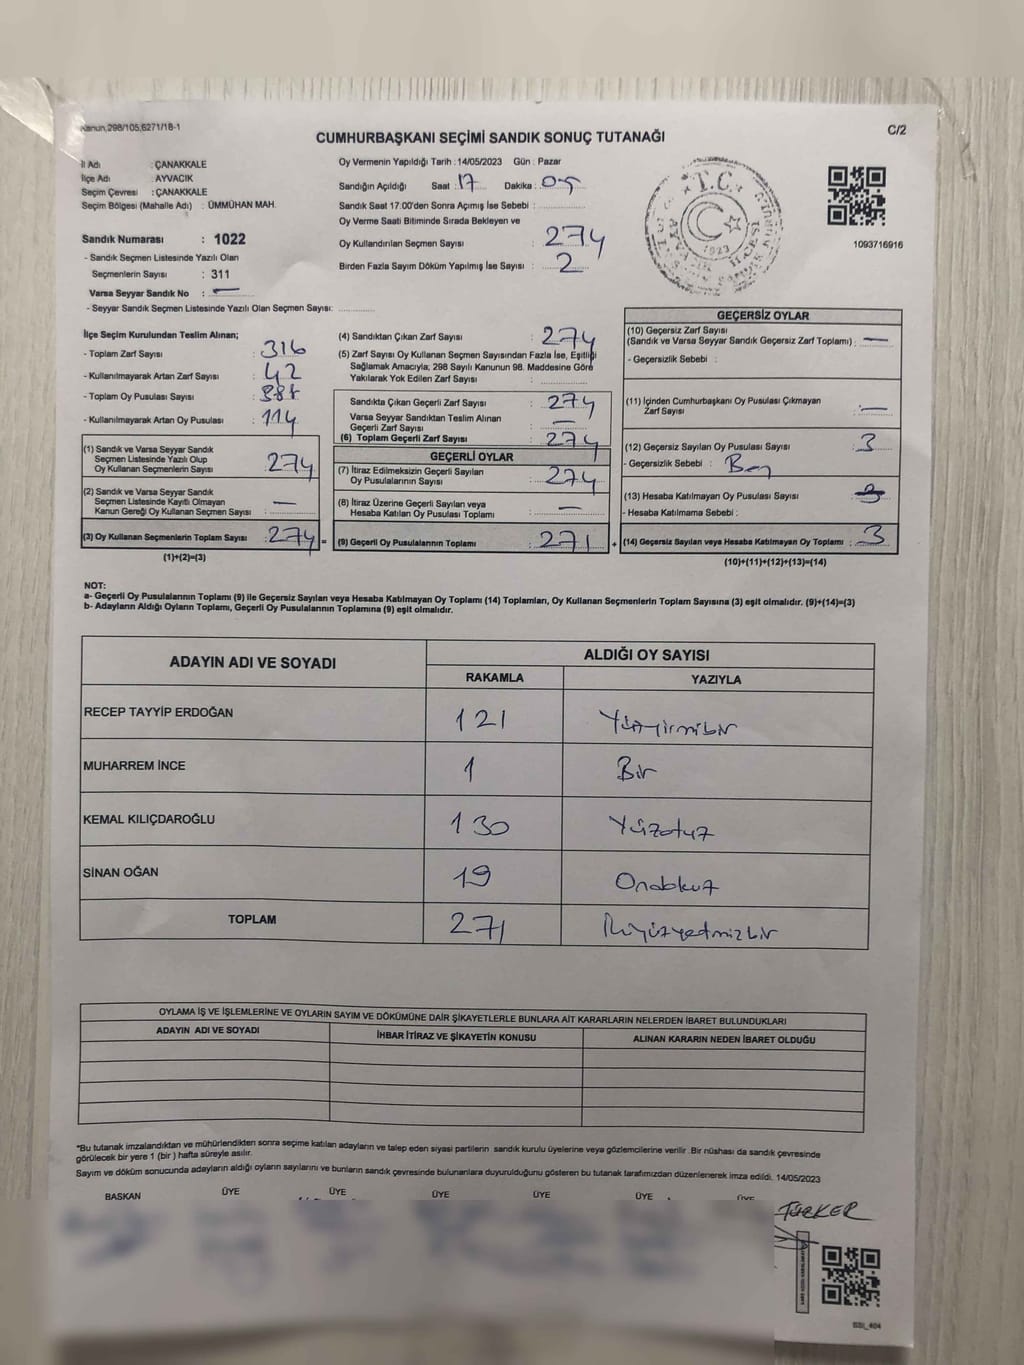 Kanun,298/105,6271/18-1
C/2
CUMHURBAŞKANI SEÇİMİ SANDIK SONUÇ TUTANAĞI
İl Adı : ÇANAKKALE
İlçe Adı : AYVACIK
Seçim Çevresi : ÇANAKKALE
Seçim Bölgesi (Mahalle Adı) : ÜMMÜHAN MAH.
Sandık Numarası : 1022
- Sandık Seçmen Listesinde Yazılı Olan
Seçmenlerin Sayısı : 311
Varsa Seyyar Sandık No : —
- Seyyar Sandık Seçmen Listesinde Yazılı Olan Seçmen Sayısı:
Oy Vermenin Yapıldığı Tarih :14/05/2023 Gün : Pazar
Sandığın Açıldığı Saat : 17 Dakika : 05
Sandık Saat 17:00'den Sonra Açımış İse Sebebi :
Oy Verme Saati Bitiminde Sırada Bekleyen ve
Oy Kullandırılan Seçmen Sayısı : 274
Birden Fazla Sayım Döküm Yapılmış İse Sayısı : 2
T.C.
1923
1093716916
İlçe Seçim Kurulundan Teslim Alınan;
- Toplam Zarf Sayısı : 316
- Kullanılmayarak Artan Zarf Sayısı : 42
- Toplam Oy Pusulası Sayısı : 388
- Kullanılmayarak Artan Oy Pusulası : 114
(1) Sandık ve Varsa Seyyar Sandık
Seçmen Listesinde Yazılı Olup
Oy Kullanan Seçmenlerin Sayısı : 274
(2) Sandık ve Varsa Seyyar Sandık
Seçmen Listesinde Kayıtlı Olmayan
Kanun Gereği Oy Kullanan Seçmen Sayısı : —
(3) Oy Kullanan Seçmenlerin Toplam Sayısı : 274 =
(1)+(2)=(3)
(4) Sandıktan Çıkan Zarf Sayısı : 274
(5) Zarf Sayısı Oy Kullanan Seçmen Sayısından Fazla İse, Eşitliği
Sağlamak Amacıyla; 298 Sayılı Kanunun 98. Maddesine Göre
Yakılarak Yok Edilen Zarf Sayısı :
Sandıkta Çıkan Geçerli Zarf Sayısı : 274
Varsa Seyyar Sandıktan Teslim Alınan
Geçerli Zarf Sayısı : —
(6) Toplam Geçerli Zarf Sayısı : 274
GEÇERLİ OYLAR
(7) İtiraz Edilmeksizin Geçerli Sayılan
Oy Pusulalarının Sayısı : 274
(8) İtiraz Üzerine Geçerli Sayılan veya
Hesaba Katılan Oy Pusulası Toplamı : —
(9) Geçerli Oy Pusulalarının Toplamı : 271 +
GEÇERSİZ OYLAR
(10) Geçersiz Zarf Sayısı
(Sandık ve Varsa Seyyar Sandık Geçersiz Zarf Toplamı) : —
- Geçersizlik Sebebi :
(11) İçinden Cumhurbaşkanı Oy Pusulası Çıkmayan
Zarf Sayısı : —
(12) Geçersiz Sayılan Oy Pusulası Sayısı : 3
- Geçersizlik Sebebi :
(13) Hesaba Katılmayan Oy Pusulası Sayısı :
- Hesaba Katılmama Sebebi :
(14) Geçersiz Sayılan veya Hesaba Katılmayan Oy Toplamı : 3
(10)+(11)+(12)+(13)=(14)
NOT:
a- Geçerli Oy Pusulalarının Toplamı (9) ile Geçersiz Sayılan veya Hesaba Katılmayan Oy Toplamı (14) Toplamları, Oy Kullanan Seçmenlerin Toplam Sayısına (3) eşit olmalıdır. (9)+(14)=(3)
b- Adayların Aldığı Oyların Toplamı, Geçerli Oy Pusulalarının Toplamına (9) eşit olmalıdır.
ADAYIN ADI VE SOYADI ALDIĞI OY SAYISI
RAKAMLA YAZIYLA
RECEP TAYYİP ERDOĞAN 121 Yüzyirmibir
MUHARREM İNCE 1 Bir
KEMAL KILIÇDAROĞLU 130 Yüzotuz
SİNAN OĞAN 19 Ondokuz
TOPLAM 271 İkiyüzyetmişbir
OYLAMA İŞ VE İŞLEMLERİNE VE OYLARIN SAYIM VE DÖKÜMÜNE DAİR ŞİKAYETLERLE BUNLARA AİT KARARLARIN NELERDEN İBARET BULUNDUKLARI
ADAYIN ADI VE SOYADI İHBAR İTİRAZ VE ŞİKAYETİN KONUSU ALINAN KARARIN NEDEN İBARET OLDUĞU
*Bu tutanak imzalandıktan ve mühürlendikten sonra seçime katılan adayların ve talep eden siyasi partilerin sandık kurulu üyelerine veya gözlemcilerine verilir .Bir nüshası da sandık çevresinde
görülecek bir yere 1 (bir ) hafta süreyle asılır.
Sayım ve döküm sonucunda adayların aldığı oyların sayılarını ve bunların sandık çevresinde bulunanlara duyurulduğunu gösteren bu tutanak tarafımızdan düzenlenerek imza edildi. 14/05/2023
BAŞKAN ÜYE ÜYE ÜYE ÜYE ÜYE ÜYE
TÜRKER
SSI_404